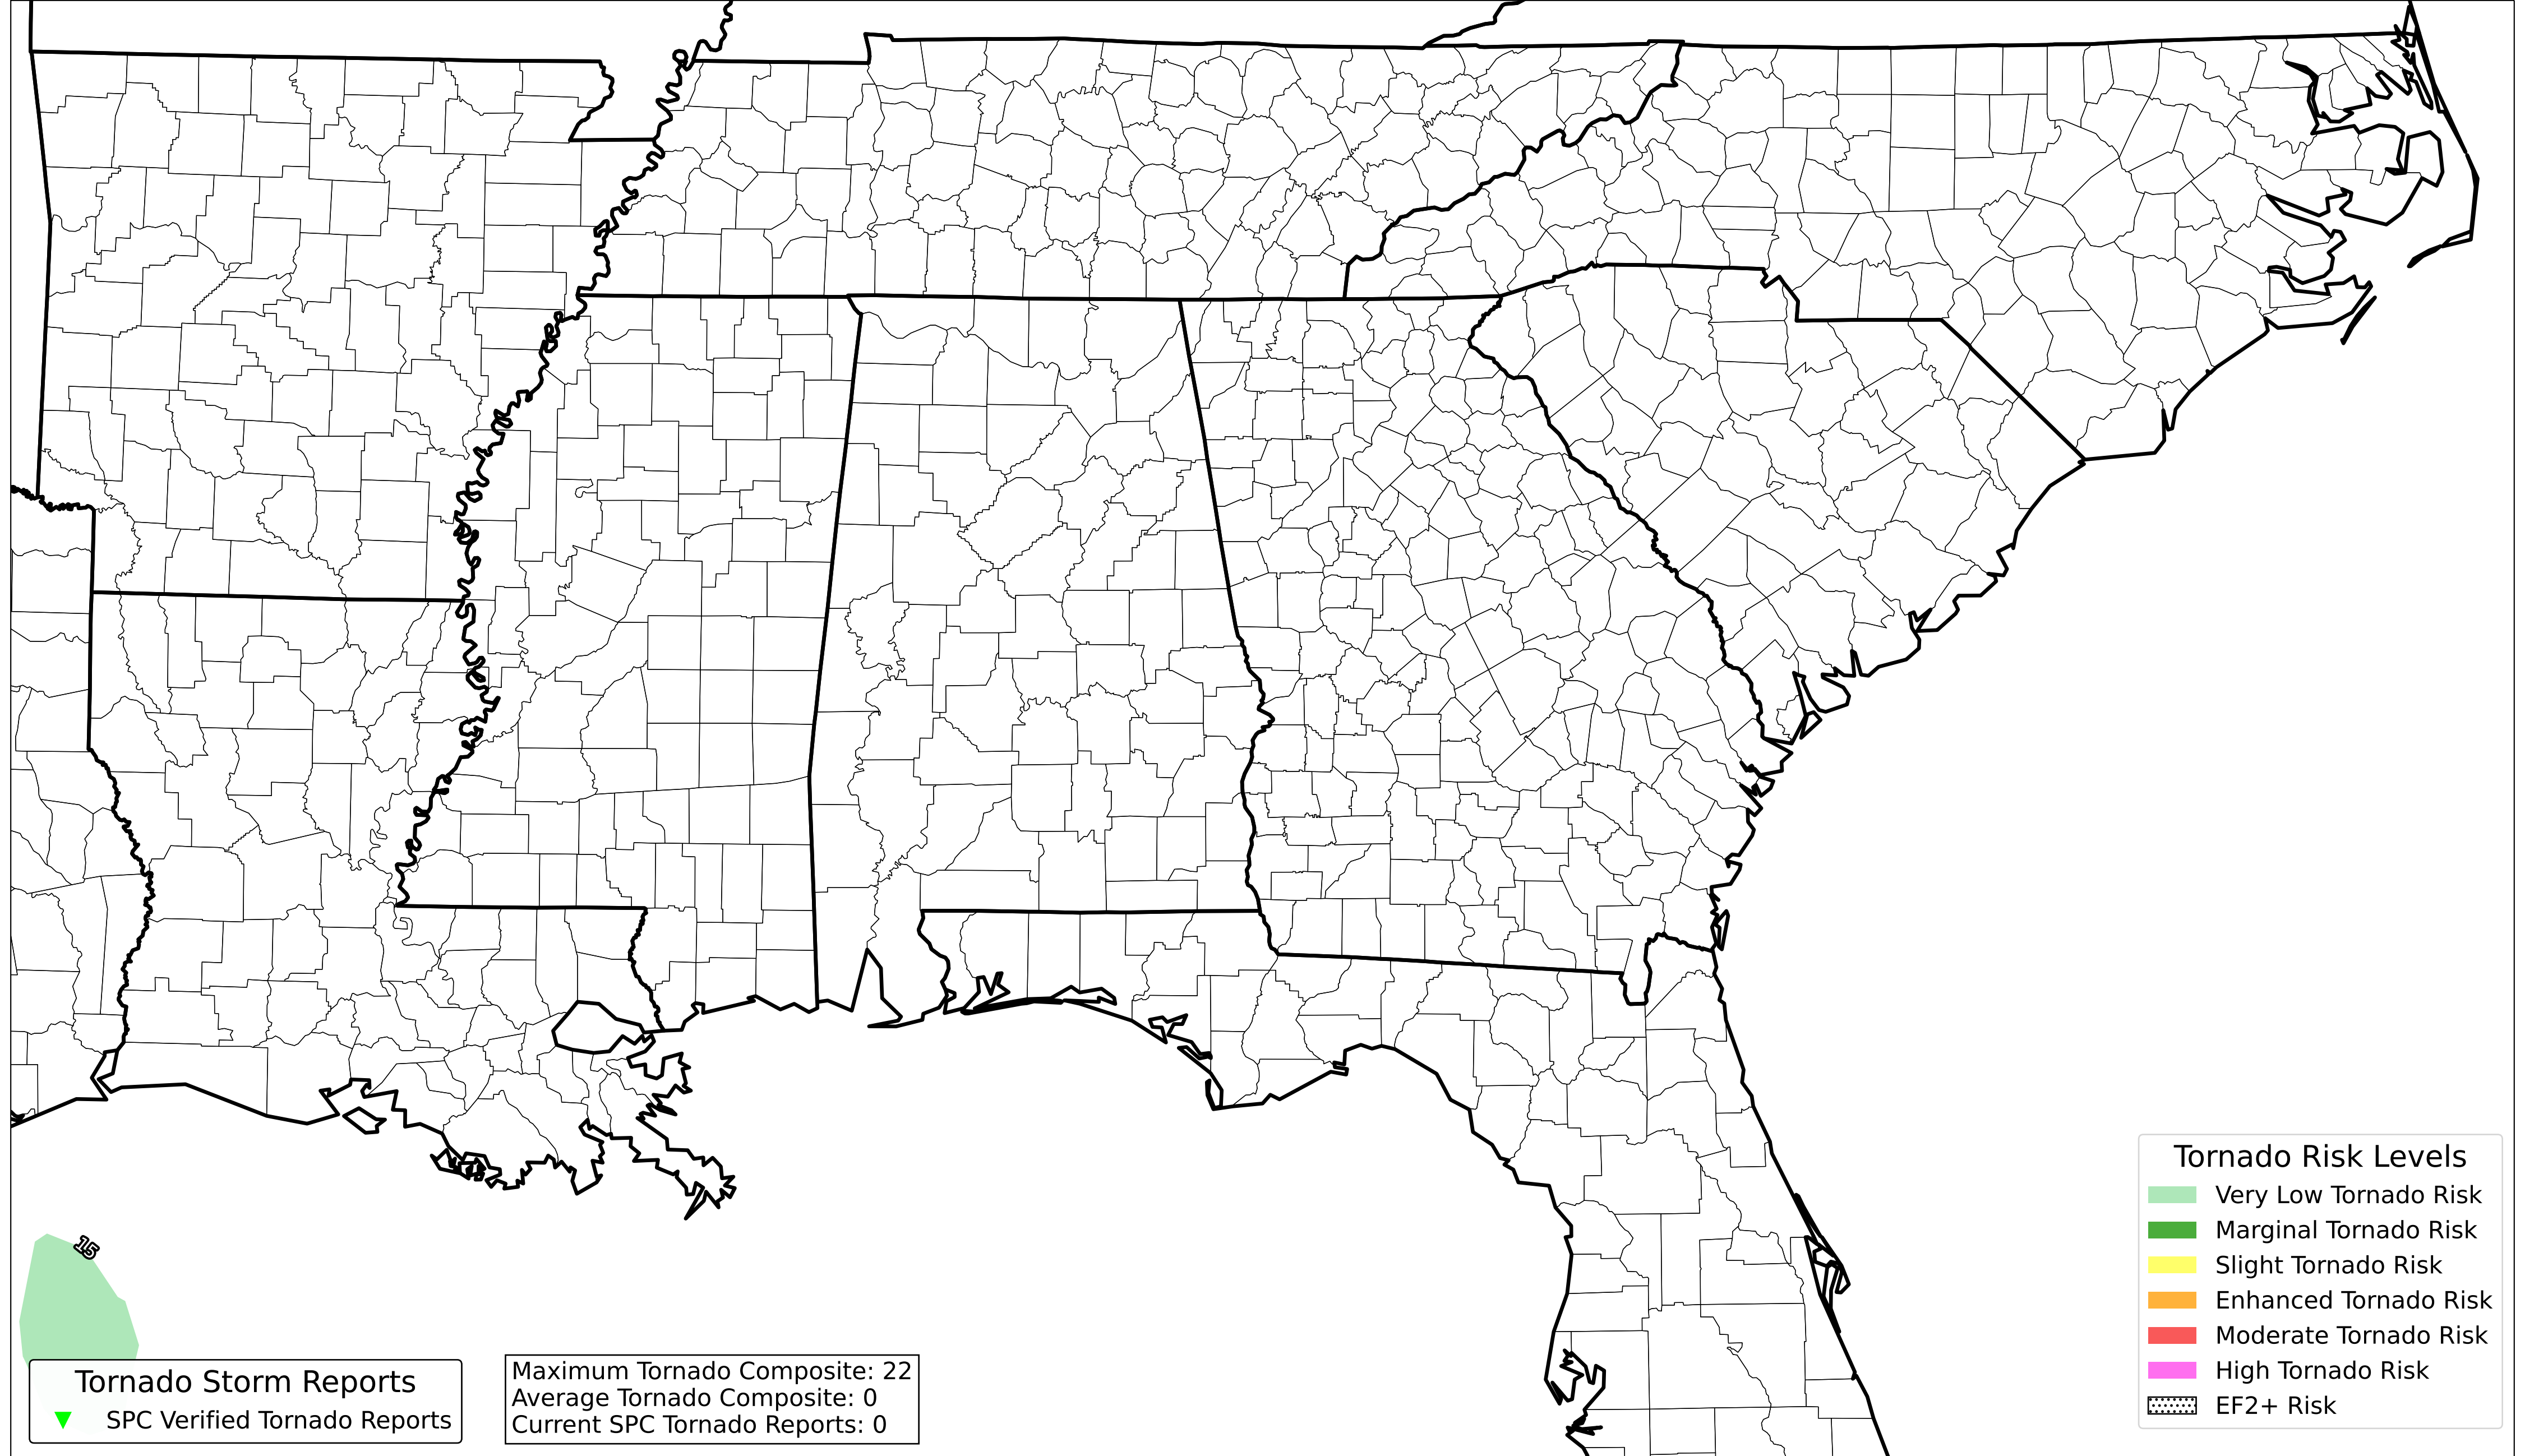 15
Tornado Storm Reports
SPC Verified Tornado Reports
Maximum Tornado Composite: 22
Average Tornado Composite: 0
Current SPC Tornado Reports: 0
Tornado Risk Levels
Very Low Tornado Risk
Marginal Tornado Risk
Slight Tornado Risk
Enhanced Tornado Risk
Moderate Tornado Risk
High Tornado Risk
EF2+ Risk